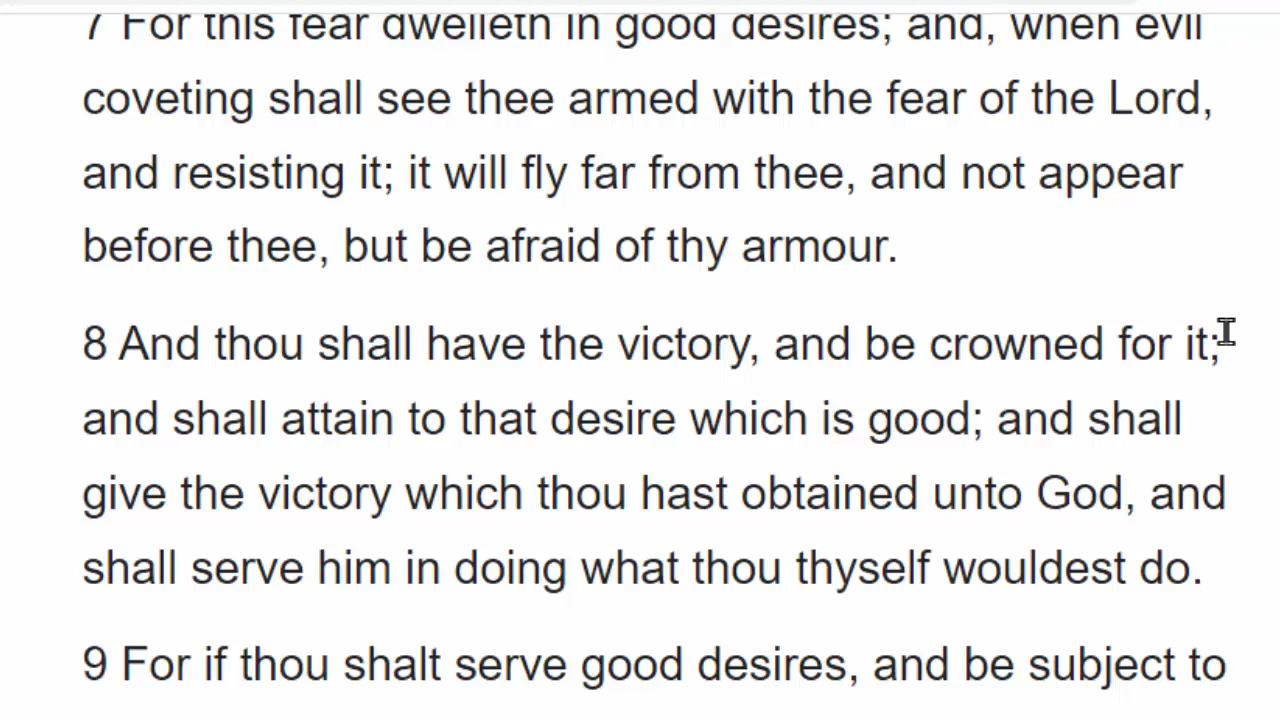 7 For this fear dwelleth in good desires; and, when evil
coveting shall see thee armed with the fear of the Lord,
and resisting it; it will fly far from thee, and not appear
before thee, but be afraid of thy armour.
8 And thou shall have the victory, and be crowned for it;
and shall attain to that desire which is good; and shall
give the victory which thou hast obtained unto God, and
shall serve him in doing what thou thyself wouldest do.
9 For if thou shalt serve good desires, and be subject to